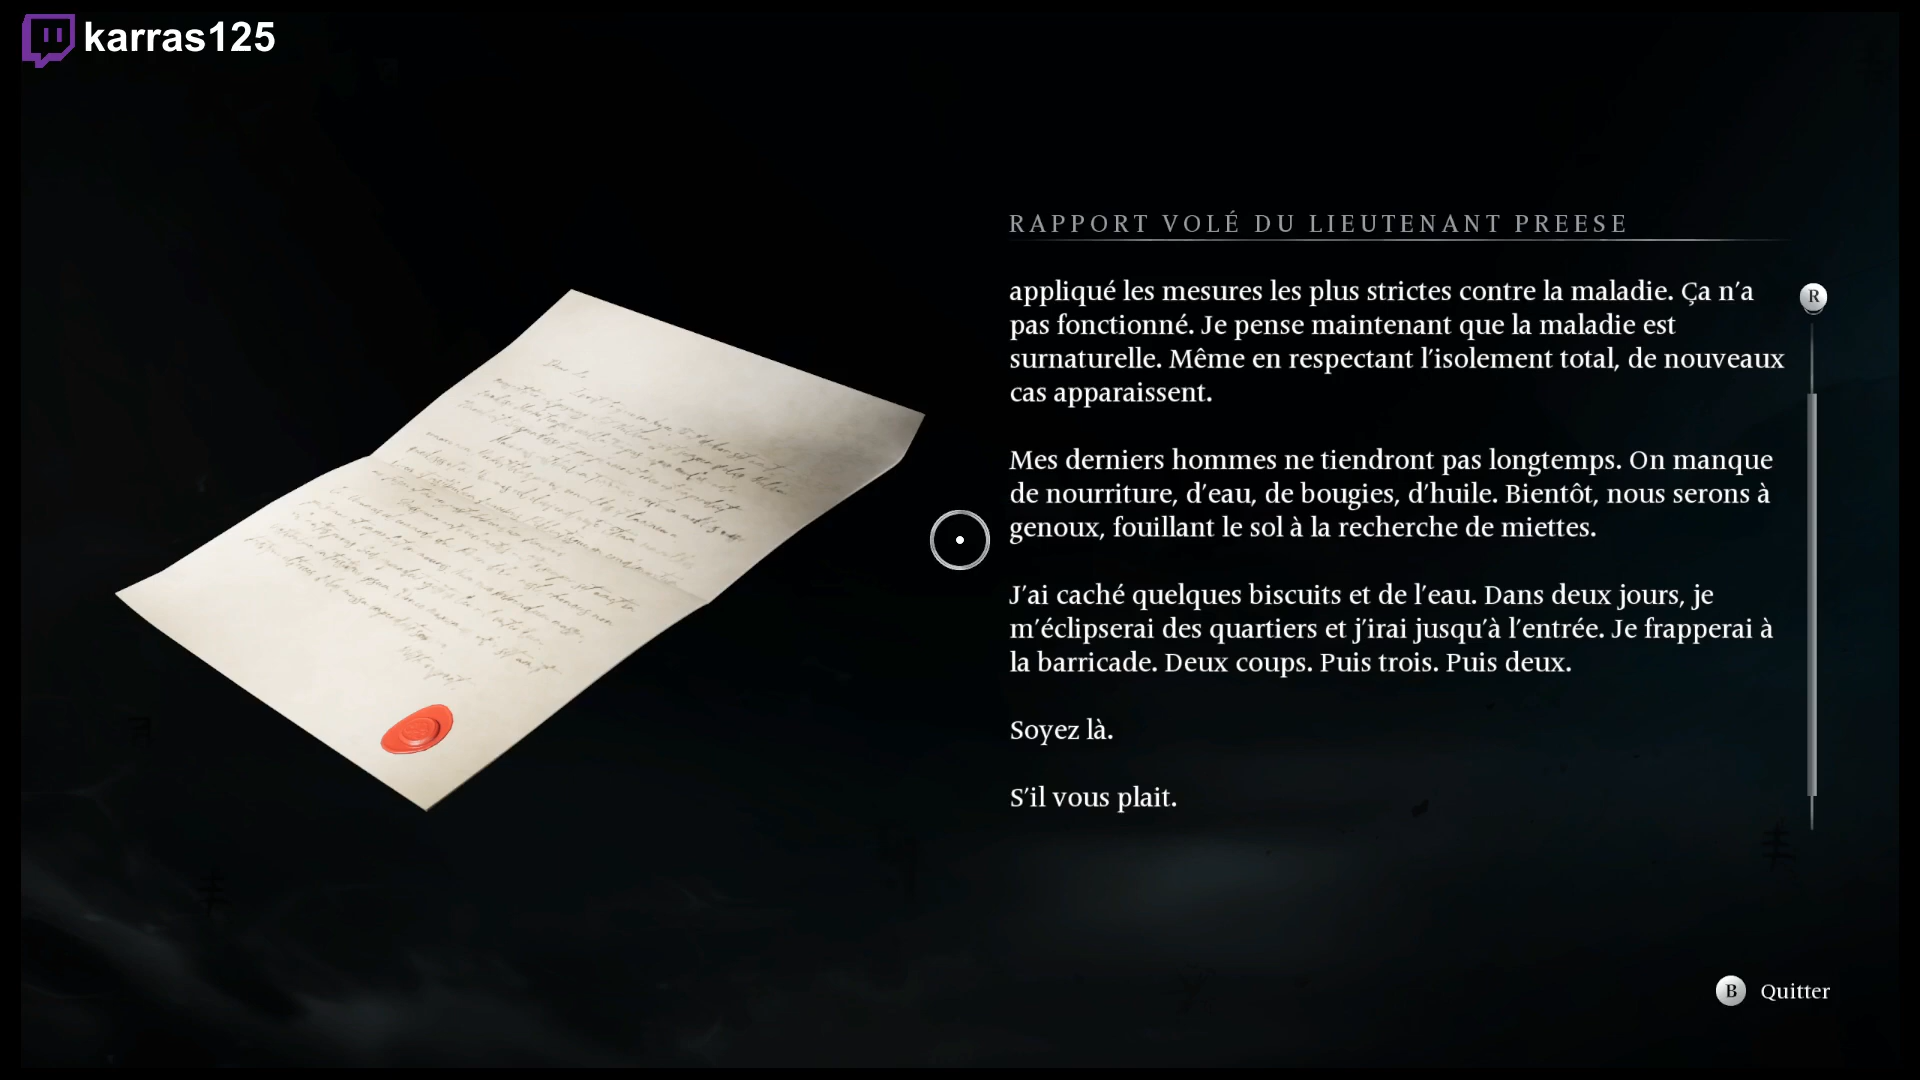 karras125
RAPPORT VOLÉ DU LIEUTENANT PREESE
appliqué les mesures les plus strictes contre la maladie. Ça n’a
pas fonctionné. Je pense maintenant que la maladie est
surnaturelle. Même en respectant l’isolement total, de nouveaux
cas apparaissent.
Mes derniers hommes ne tiendront pas longtemps. On manque
de nourriture, d’eau, de bougies, d’huile. Bientôt, nous serons à
genoux, fouillant le sol à la recherche de miettes.
J’ai caché quelques biscuits et de l’eau. Dans deux jours, je
m’éclipserai des quartiers et j’irai jusqu’à l’entrée. Je frapperai à
la barricade. Deux coups. Puis trois. Puis deux.
Soyez là.
S’il vous plait.
R
B Quitter